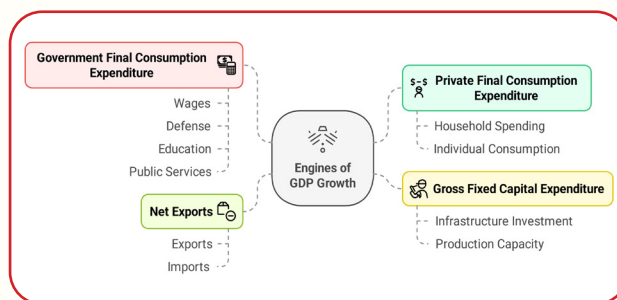 Government Final Consumption
Expenditure
Wages
Defense
Education
Public Services
Net Exports
Exports
Imports
Engines of
GDP Growth
$-$ Private Final Consumption
Expenditure
Household Spending
Individual Consumption
Gross Fixed Capital Expenditure
Infrastructure Investment
Production Capacity